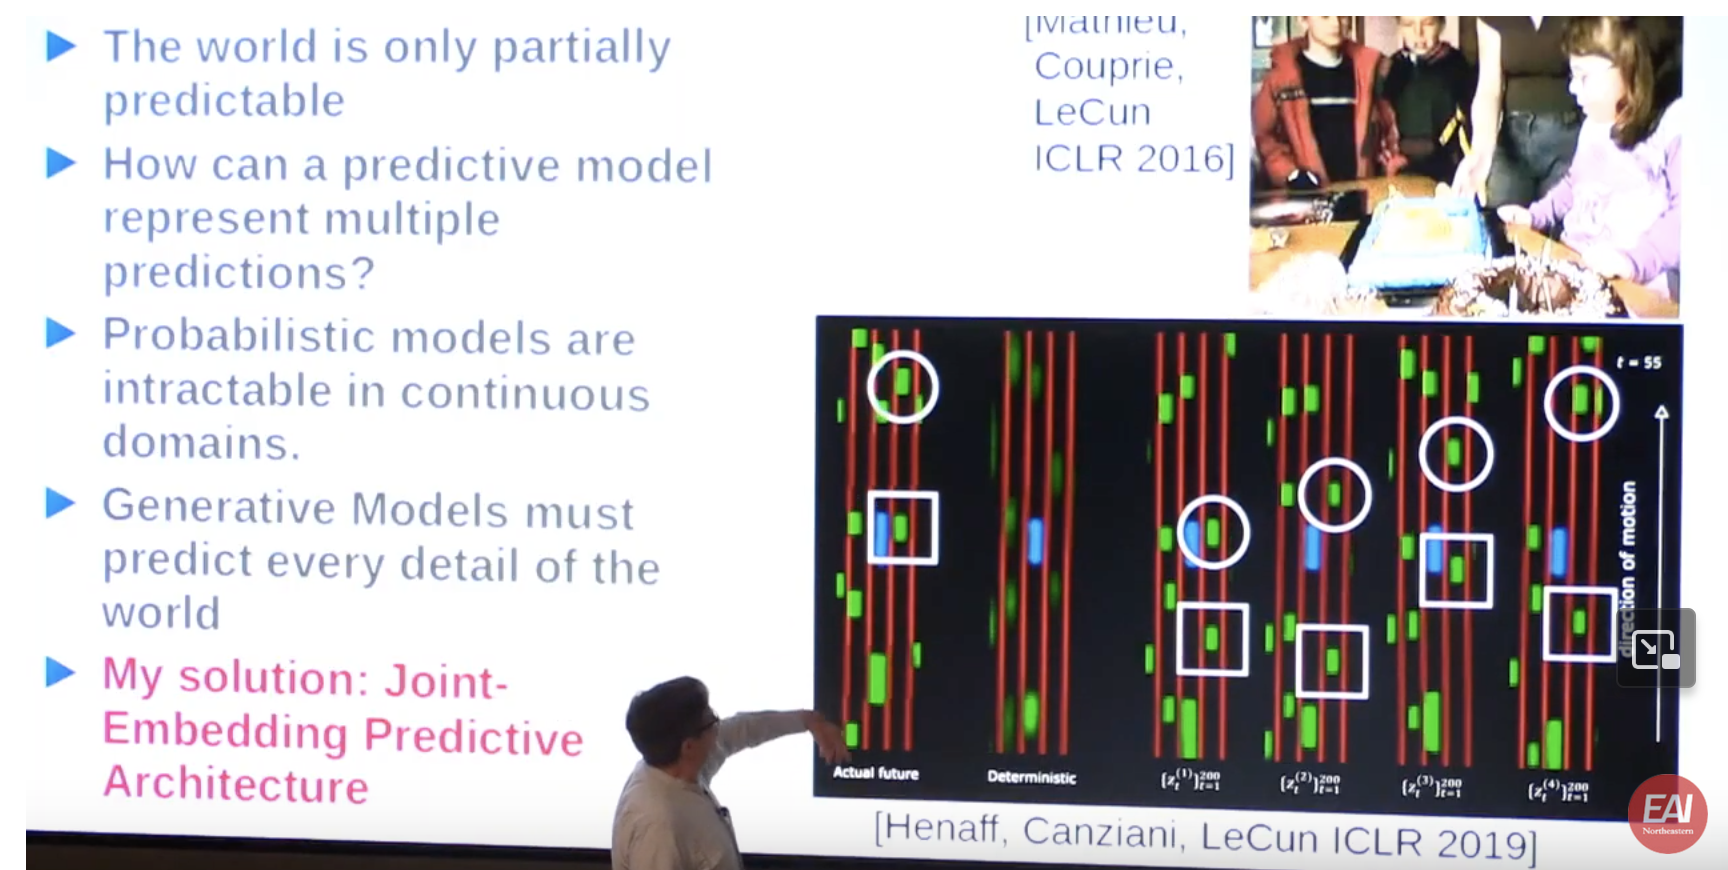 The world is only partially
predictable
How can a predictive model
represent multiple
predictions?
Probabilistic models are
intractable in continuous
domains.
Generative Models must
predict every detail of the
world
My solution: Joint-
Embedding Predictive
Architecture
[Mathieu,
Couprie,
LeCun
ICLR 2016]
t = 55
direction of motion
Actual future
Deterministic
{z_t^(1)}_{t=1}^{200}
{z_t^(2)}_{t=1}^{200}
{z_t^(3)}_{t=1}^{200}
{z_t^(4)}_{t=1}^{200}
[Henaff, Canziani, LeCun ICLR 2019]
EAI
Northeastern